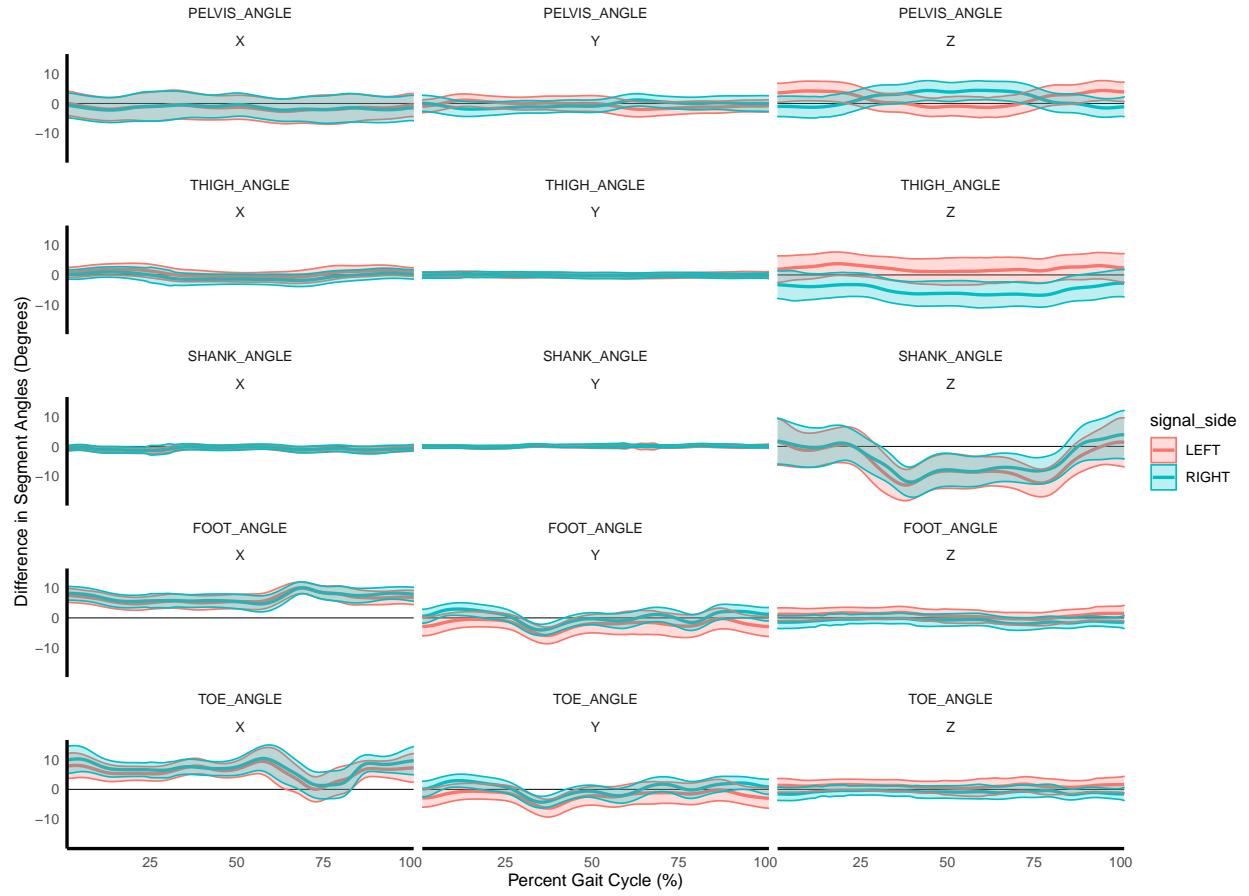 PELVIS_ANGLE PELVIS_ANGLE PELVIS_ANGLE
X Y Z
10
0
−10
THIGH_ANGLE THIGH_ANGLE THIGH_ANGLE
X Y Z
10
0
−10
SHANK_ANGLE SHANK_ANGLE SHANK_ANGLE
X Y Z
10
0
−10
FOOT_ANGLE FOOT_ANGLE FOOT_ANGLE
X Y Z
10
0
−10
TOE_ANGLE TOE_ANGLE TOE_ANGLE
X Y Z
10
0
−10
25 50 75 100 25 50 75 100 25 50 75 100
Percent Gait Cycle (%)
Difference in Segment Angles (Degrees)
signal_side
LEFT
RIGHT